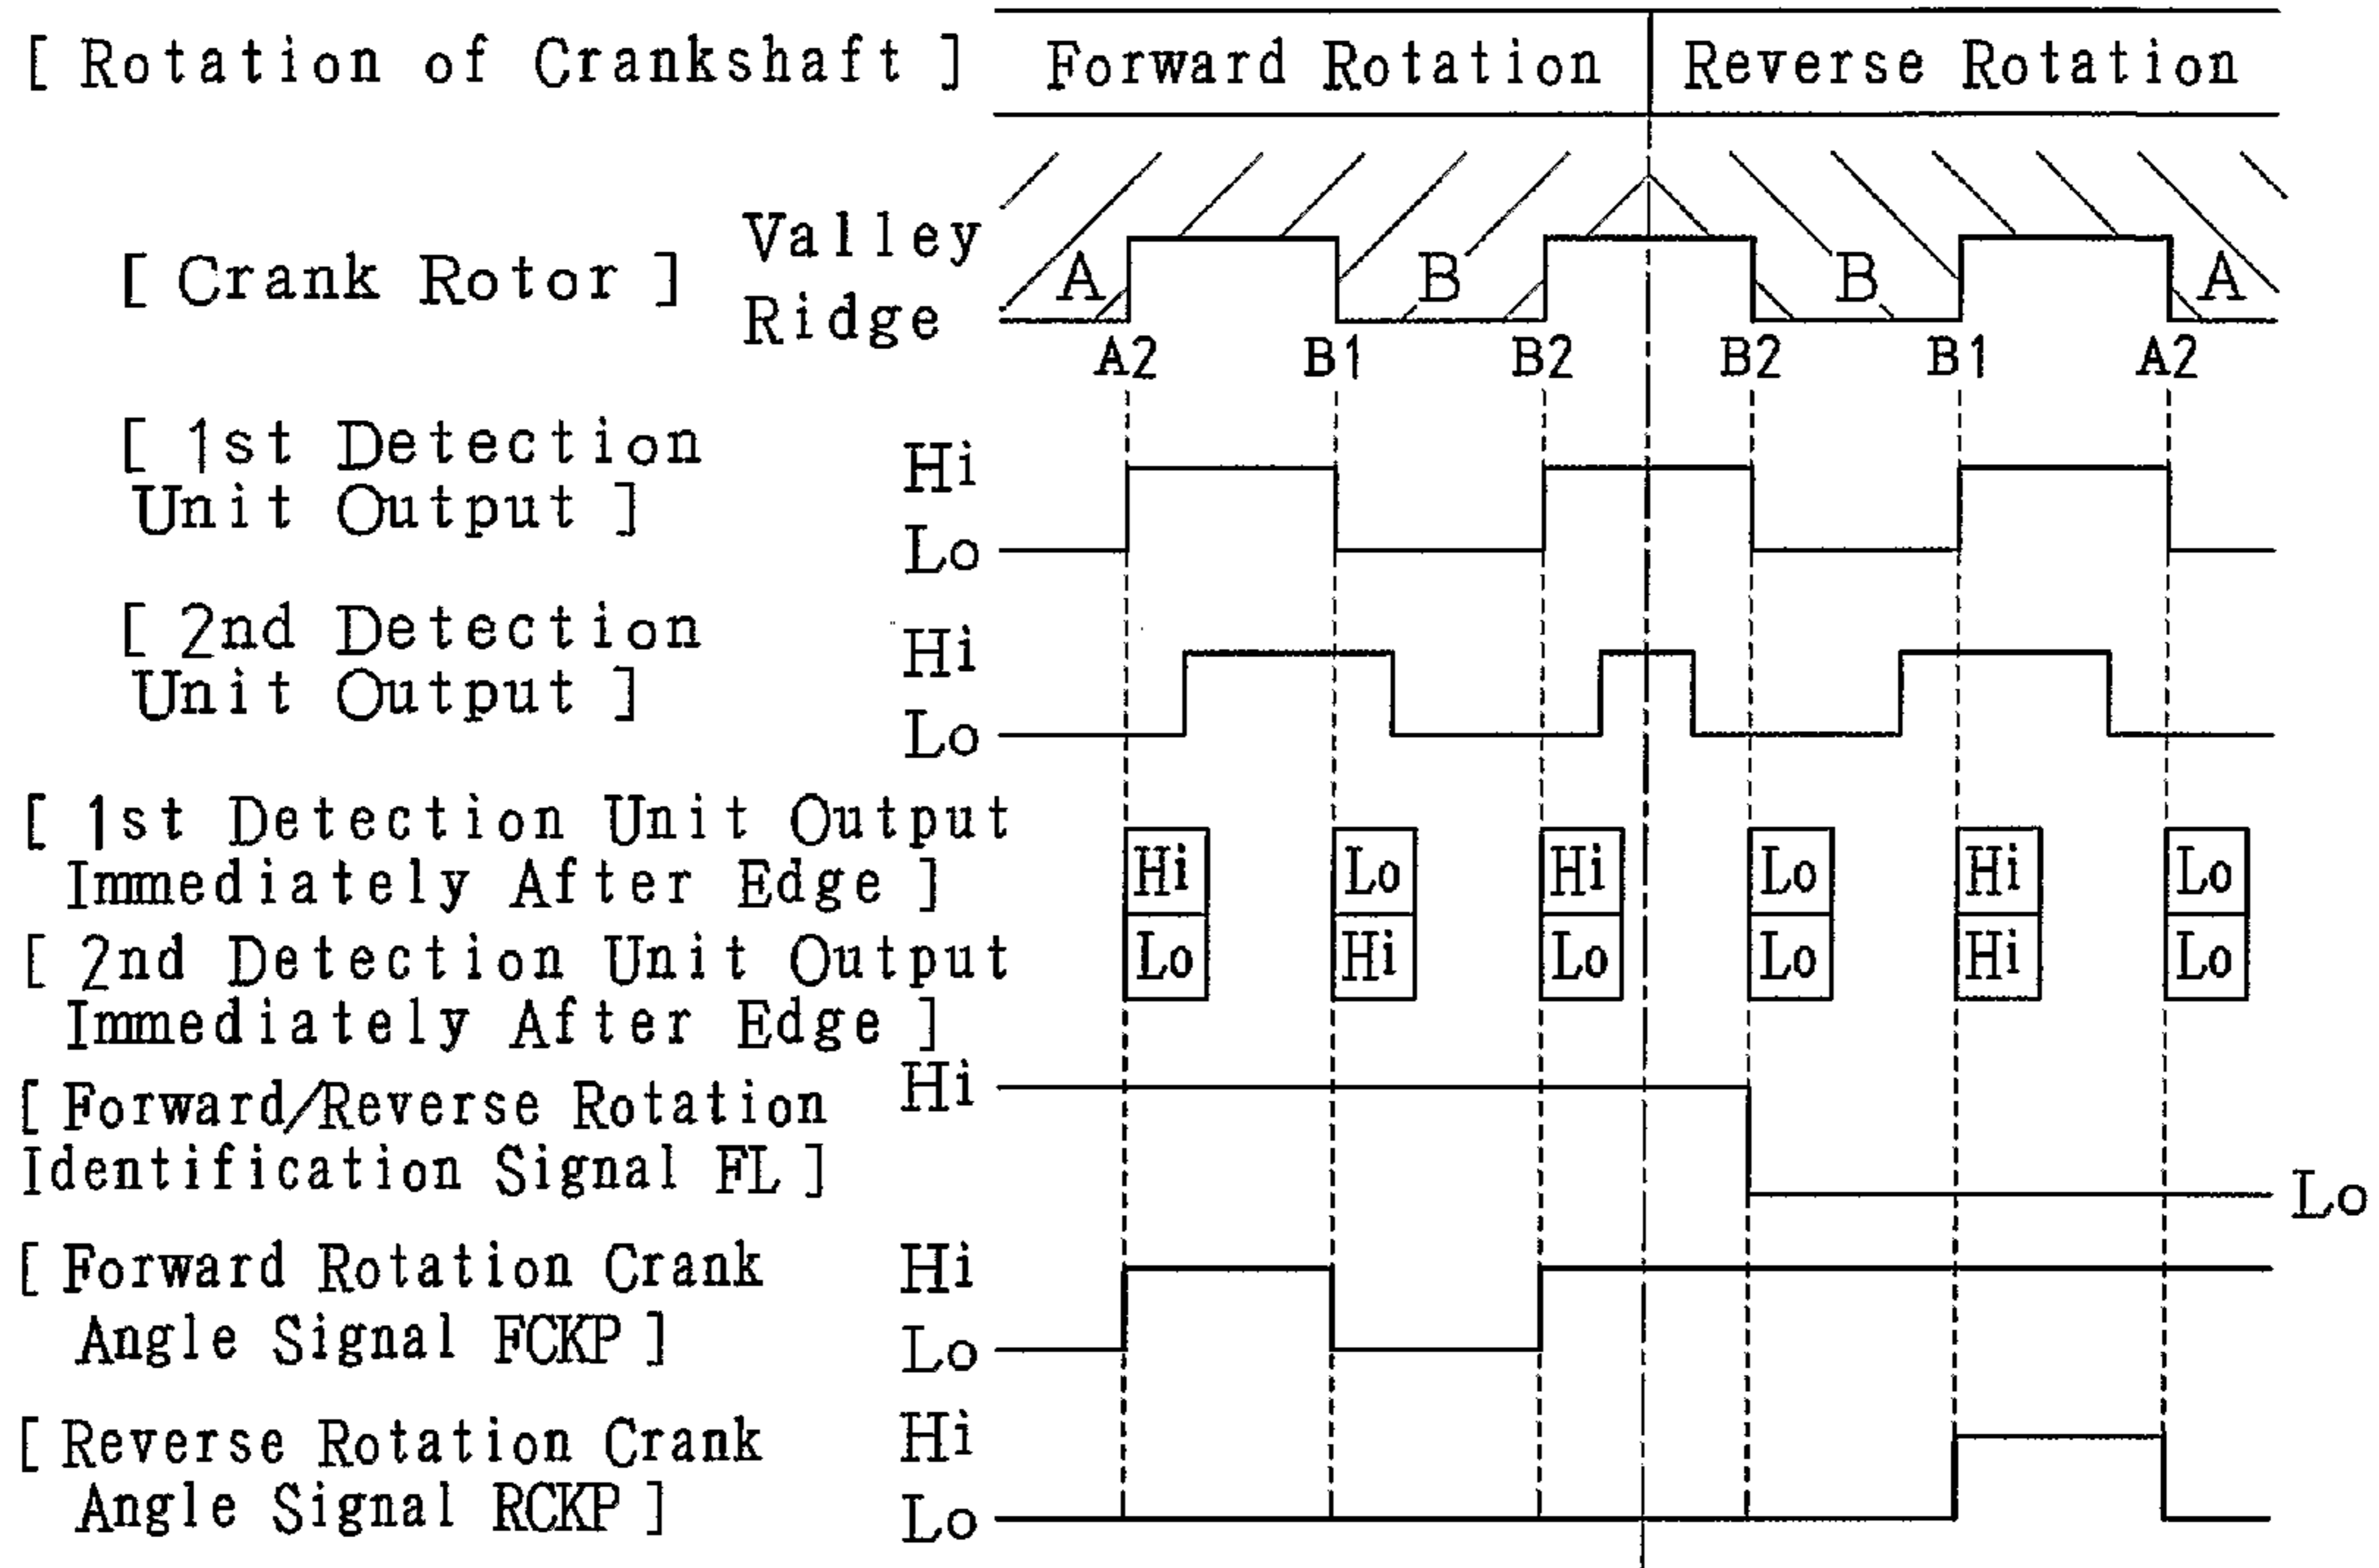 [ Rotation of Crankshaft ] Forward Rotation Reverse Rotation
Valley
[ Crank Rotor ] A B B A
Ridge
A2 B1 B2 B2 B1 A2
[ 1st Detection Hi
Unit Output ] Lo
[ 2nd Detection Hi
Unit Output ] Lo
[ 1st Detection Unit Output
Immediately After Edge ] Hi Lo Hi Lo Hi Lo
[ 2nd Detection Unit Output Lo Hi Lo Lo Hi Lo
Immediately After Edge ]
[ Forward/Reverse Rotation Hi
Identification Signal FL ] Lo
[ Forward Rotation Crank Hi
Angle Signal FCKP ] Lo
[ Reverse Rotation Crank Hi
Angle Signal RCKP ] Lo